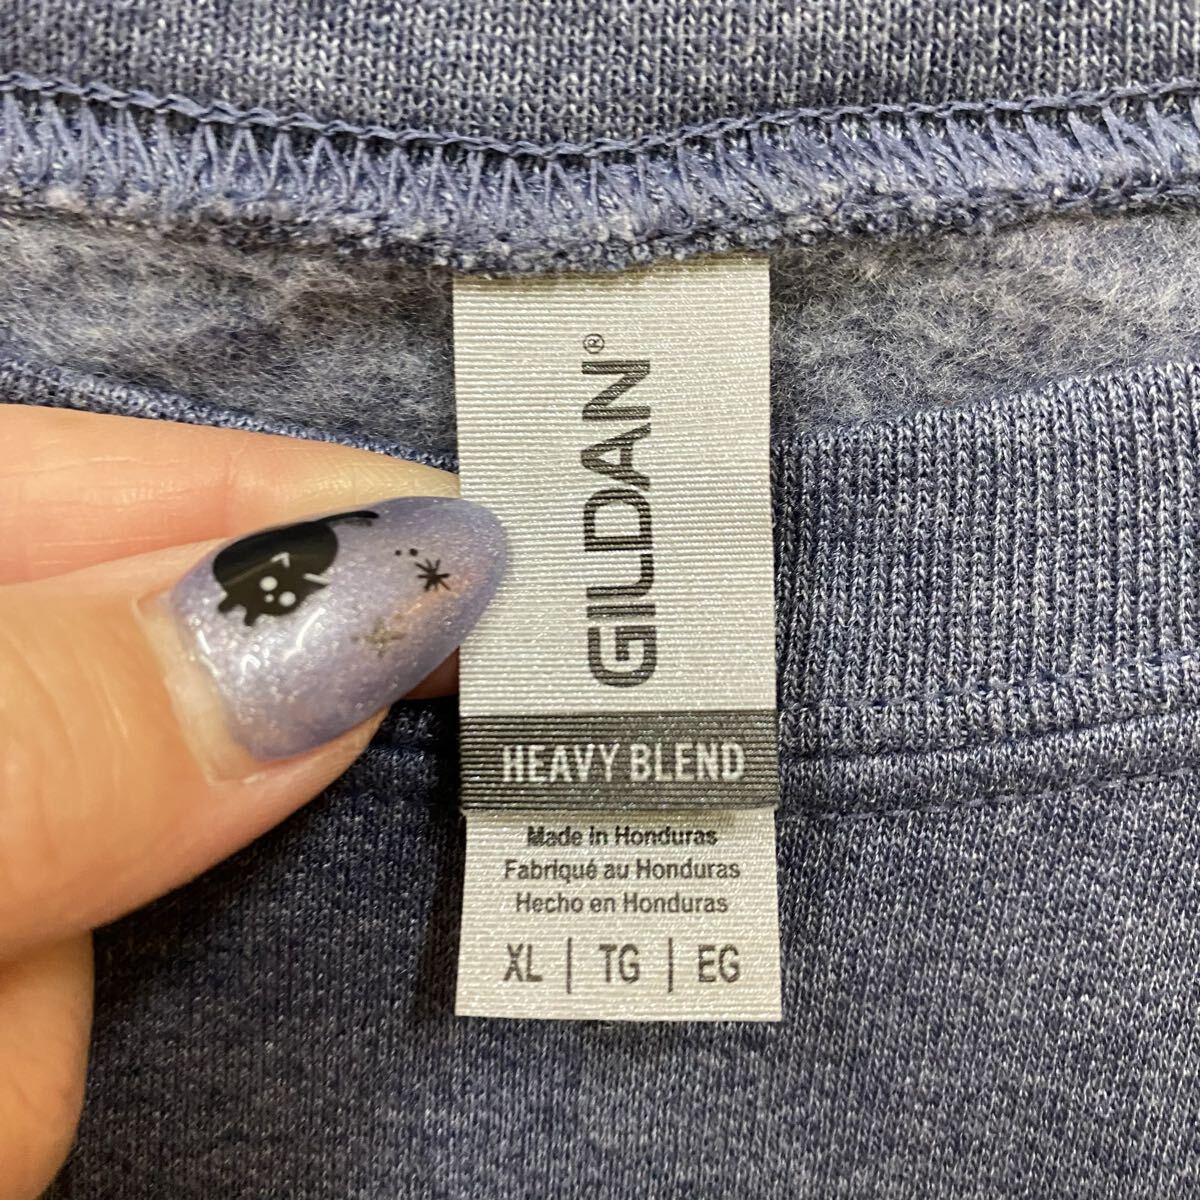 GILDAN®
HEAVY BLEND
Made in Honduras
Fabriqué au Honduras
Hecho en Honduras
XL | TG | EG